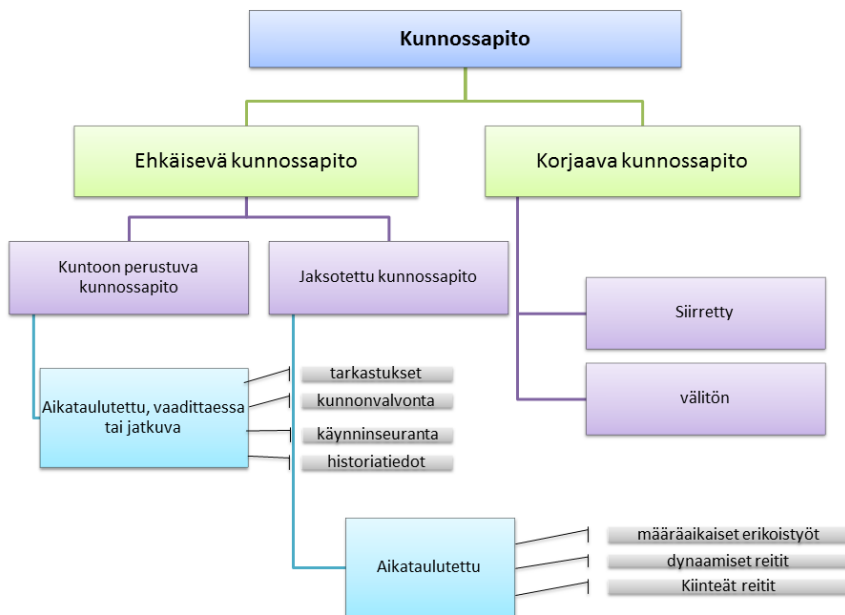 Kunnossapito
Ehkäisevä kunnossapito
Korjaava kunnossapito
Kuntoon perustuva
kunnossapito
Jaksotettu kunnossapito
Siirretty
välitön
Aikataulutettu, vaadittaessa
tai jatkuva
tarkastukset
kunnonvalvonta
käynninseuranta
historiatiedot
Aikataulutettu
määräaikaiset erikoistyöt
dynaamiset reitit
Kiinteät reitit